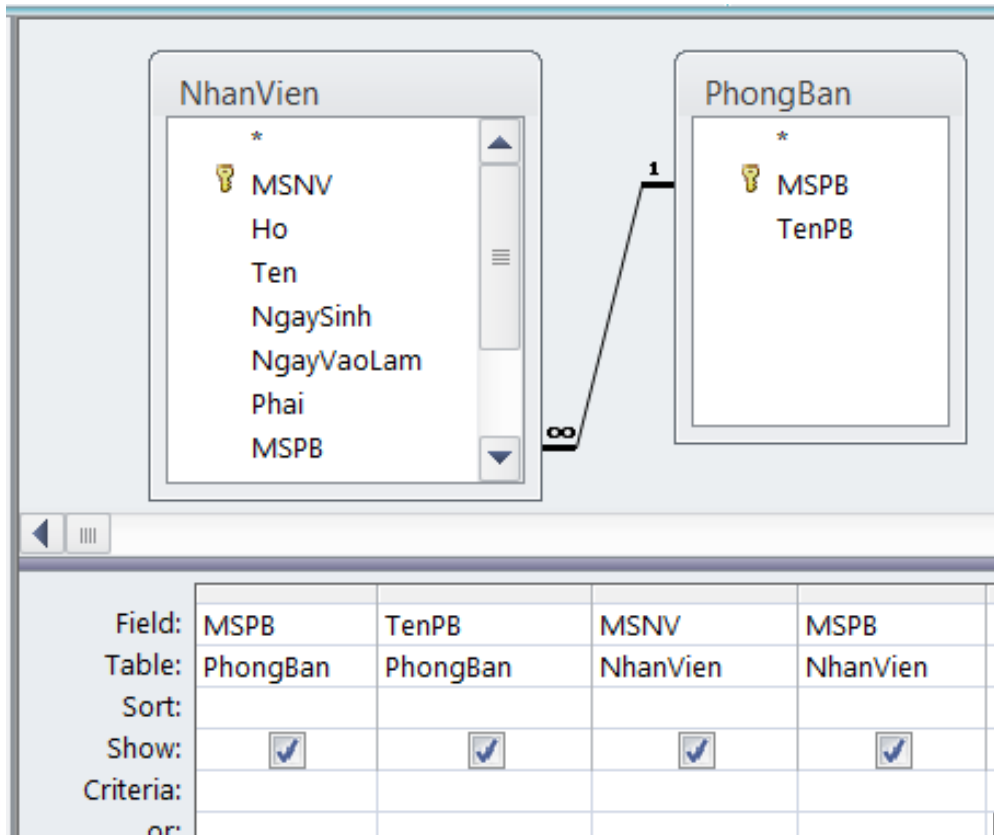 NhanVien
*
MSNV
Ho
Ten
NgaySinh
NgayVaoLam
Phai
MSPB
PhongBan
*
MSPB
TenPB
1
∞
Field: MSPB TenPB MSNV MSPB
Table: PhongBan PhongBan NhanVien NhanVien
Sort:
Show:
Criteria:
or: